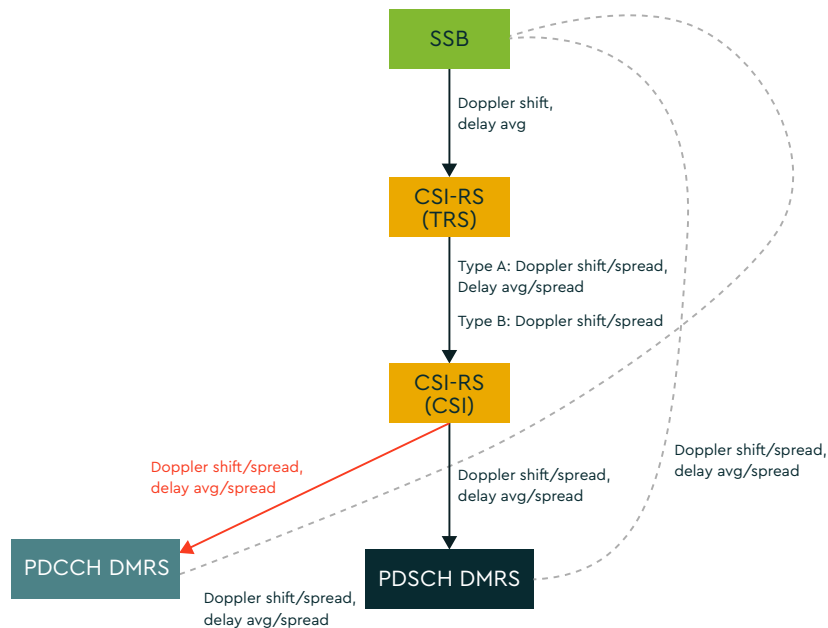 SSB
Doppler shift,
delay avg
CSI-RS
(TRS)
Type A: Doppler shift/spread,
Delay avg/spread
Type B: Doppler shift/spread
CSI-RS
(CSI)
Doppler shift/spread,
delay avg/spread
Doppler shift/spread,
delay avg/spread
Doppler shift/spread,
delay avg/spread
PDCCH DMRS
PDSCH DMRS
Doppler shift/spread,
delay avg/spread